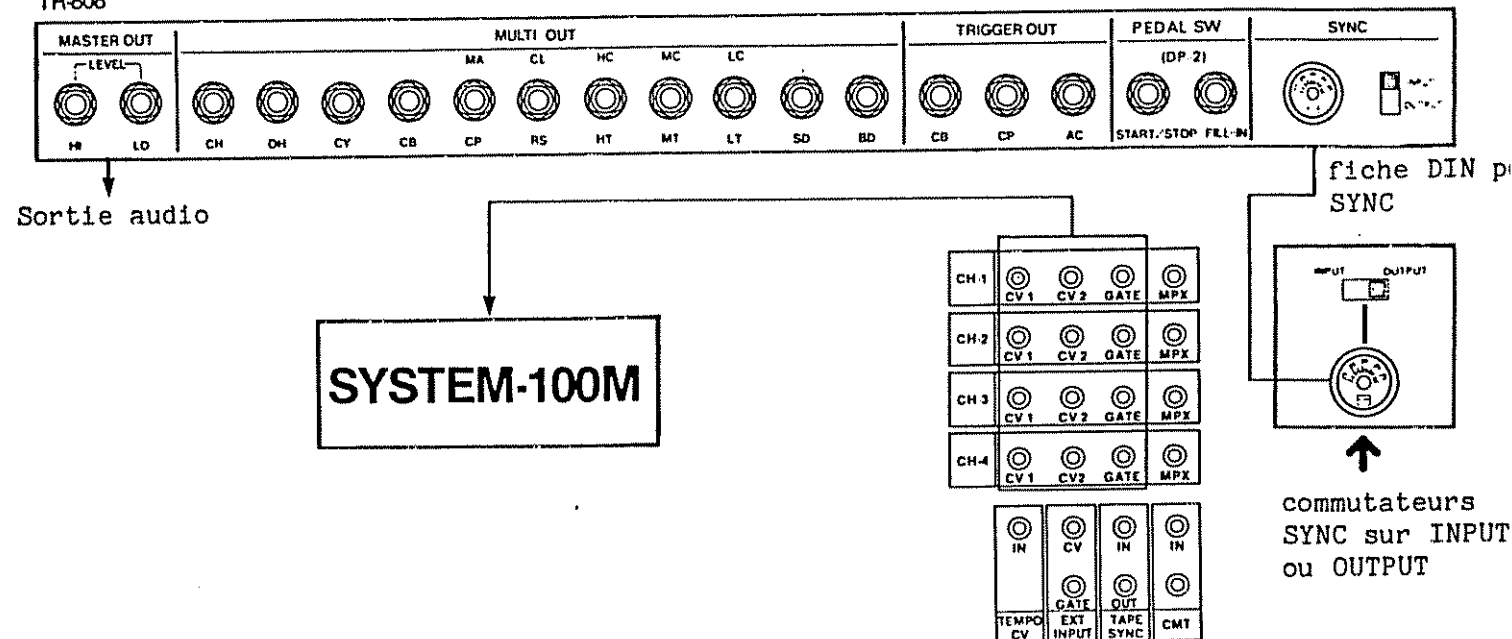 TR-808
MASTER OUT
MULTI OUT
TRIGGER OUT
PEDAL SW
SYNC
LEVEL
(DP-2)
MA CL HC MC LC
HI LO CH OH CY CB CP RS HT MT LT SD BD CB CP AC START/STOP FILL-IN
Sortie audio
fiche DIN
SYNC
INPUT OUTPUT
SYSTEM-100M
CH-1 CV 1 CV 2 GATE MPX
CH-2 CV 1 CV 2 GATE MPX
CH-3 CV 1 CV 2 GATE MPX
CH-4 CV 1 CV2 GATE MPX
IN CV IN IN
GATE OUT
TEMPO CV
EXT INPUT
TAPE SYNC
CMT
commutateurs
SYNC sur INPUT
ou OUTPUT